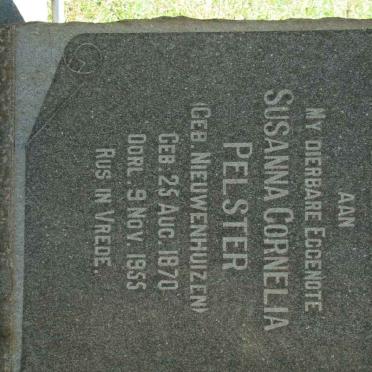 AAN
MY DIERBARE EGGENOTE
SUSANNA CORNELIA
PELSTER
(GEB. NIEUWENHUIZEN)
GEB. 25 AUG. 1870
OORL. 9 NOV. 1855
RUS IN VREDE.